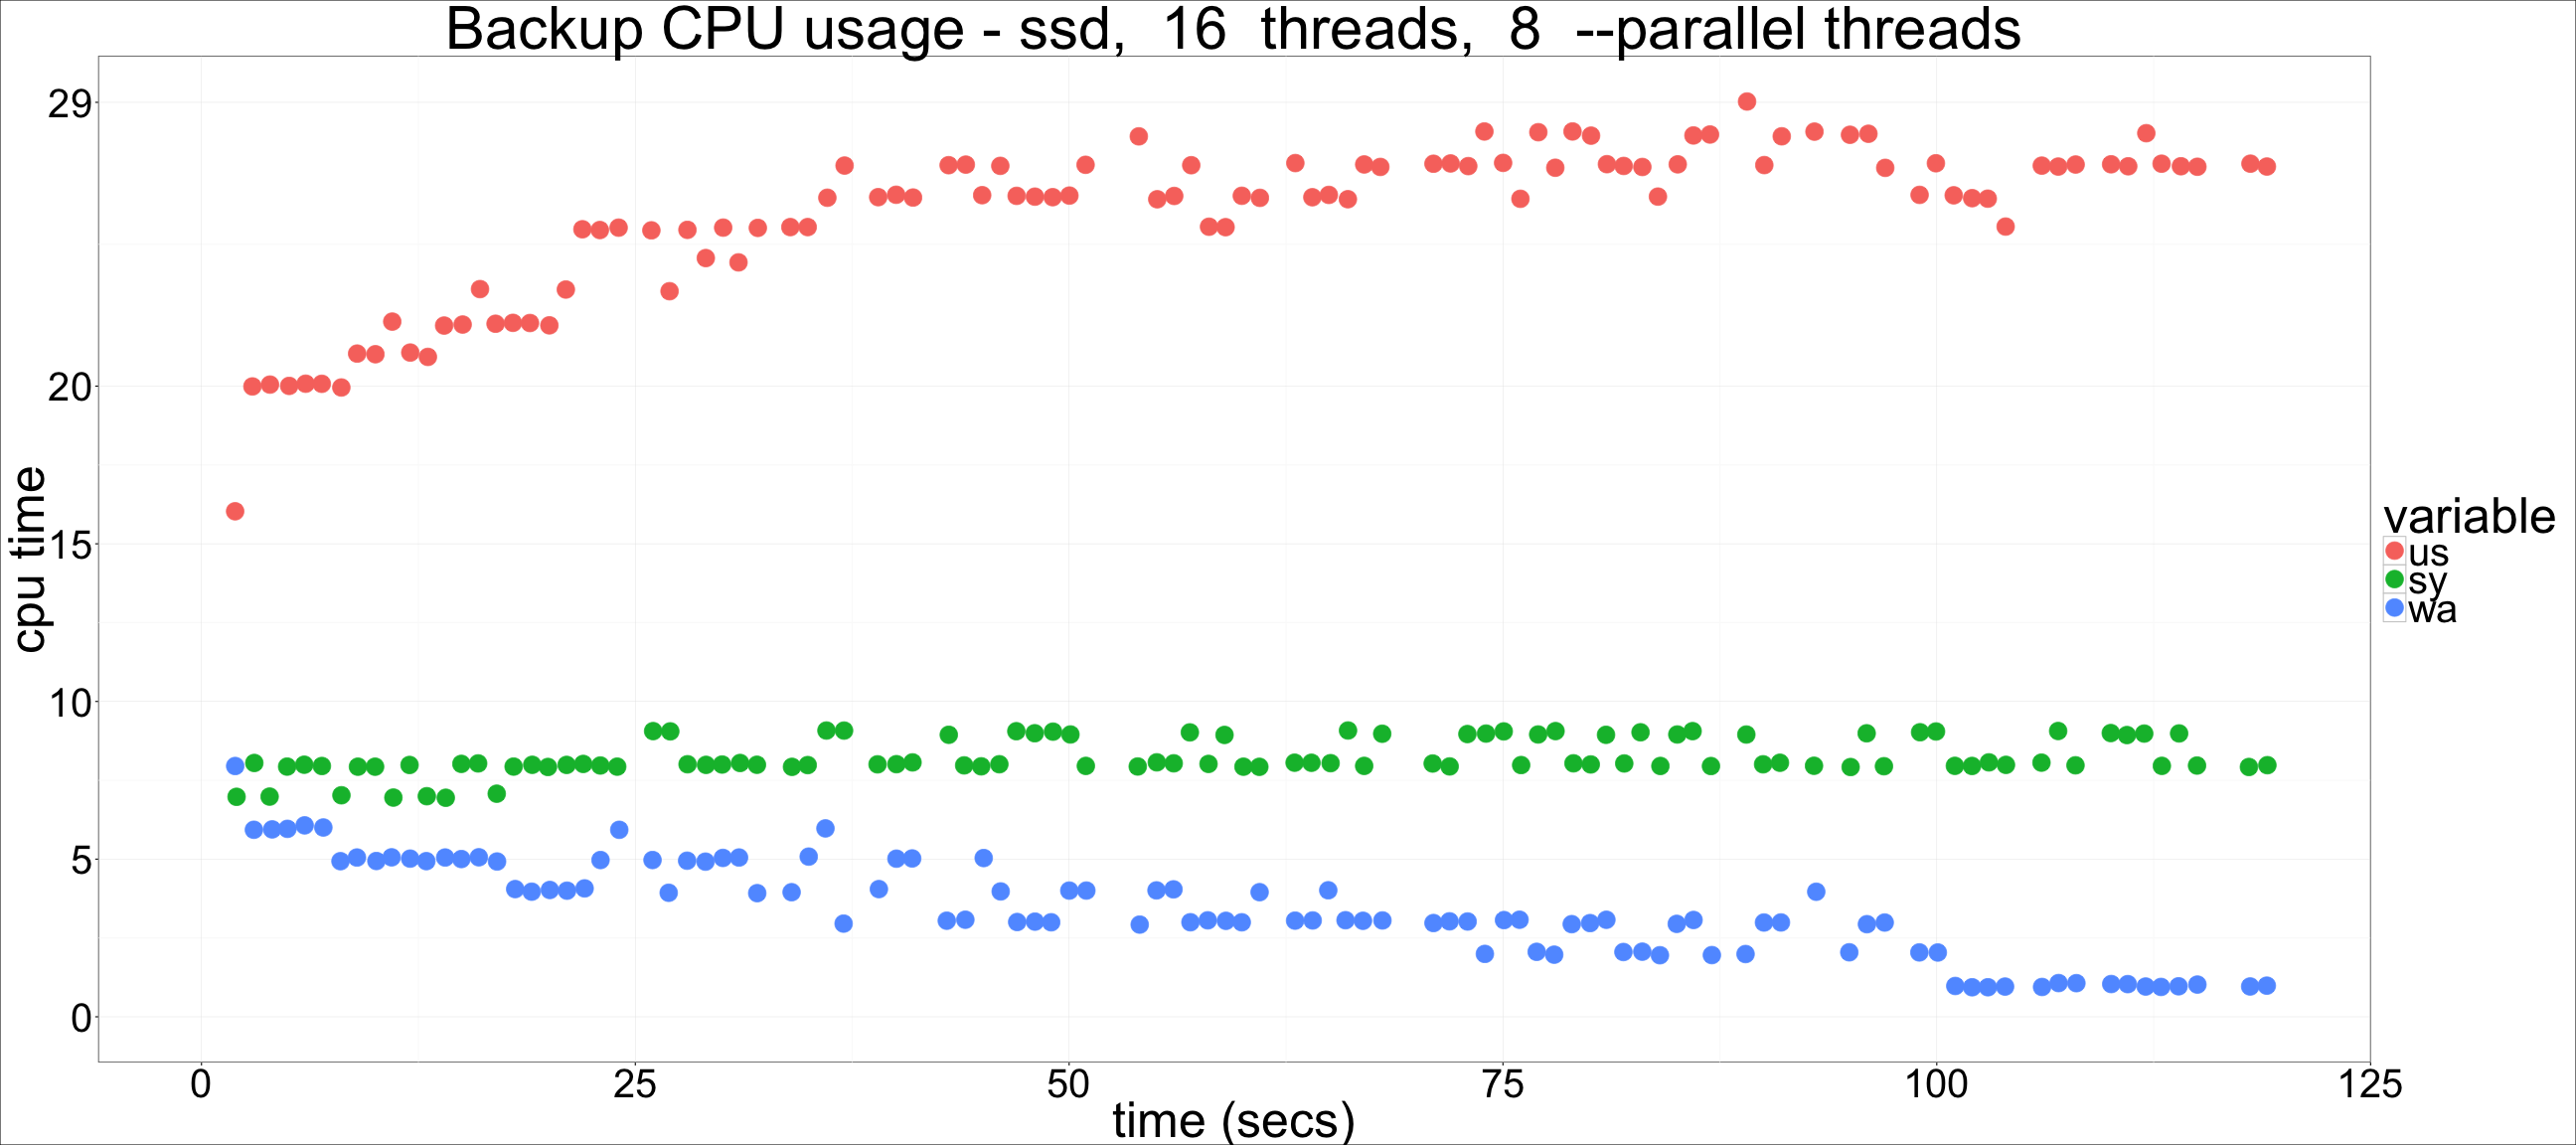 Backup CPU usage - ssd, 16 threads, 8 --parallel threads
29
20
15
10
5
0
cpu time
0 25 50 75 100 125
time (secs)
variable
us
sy
wa